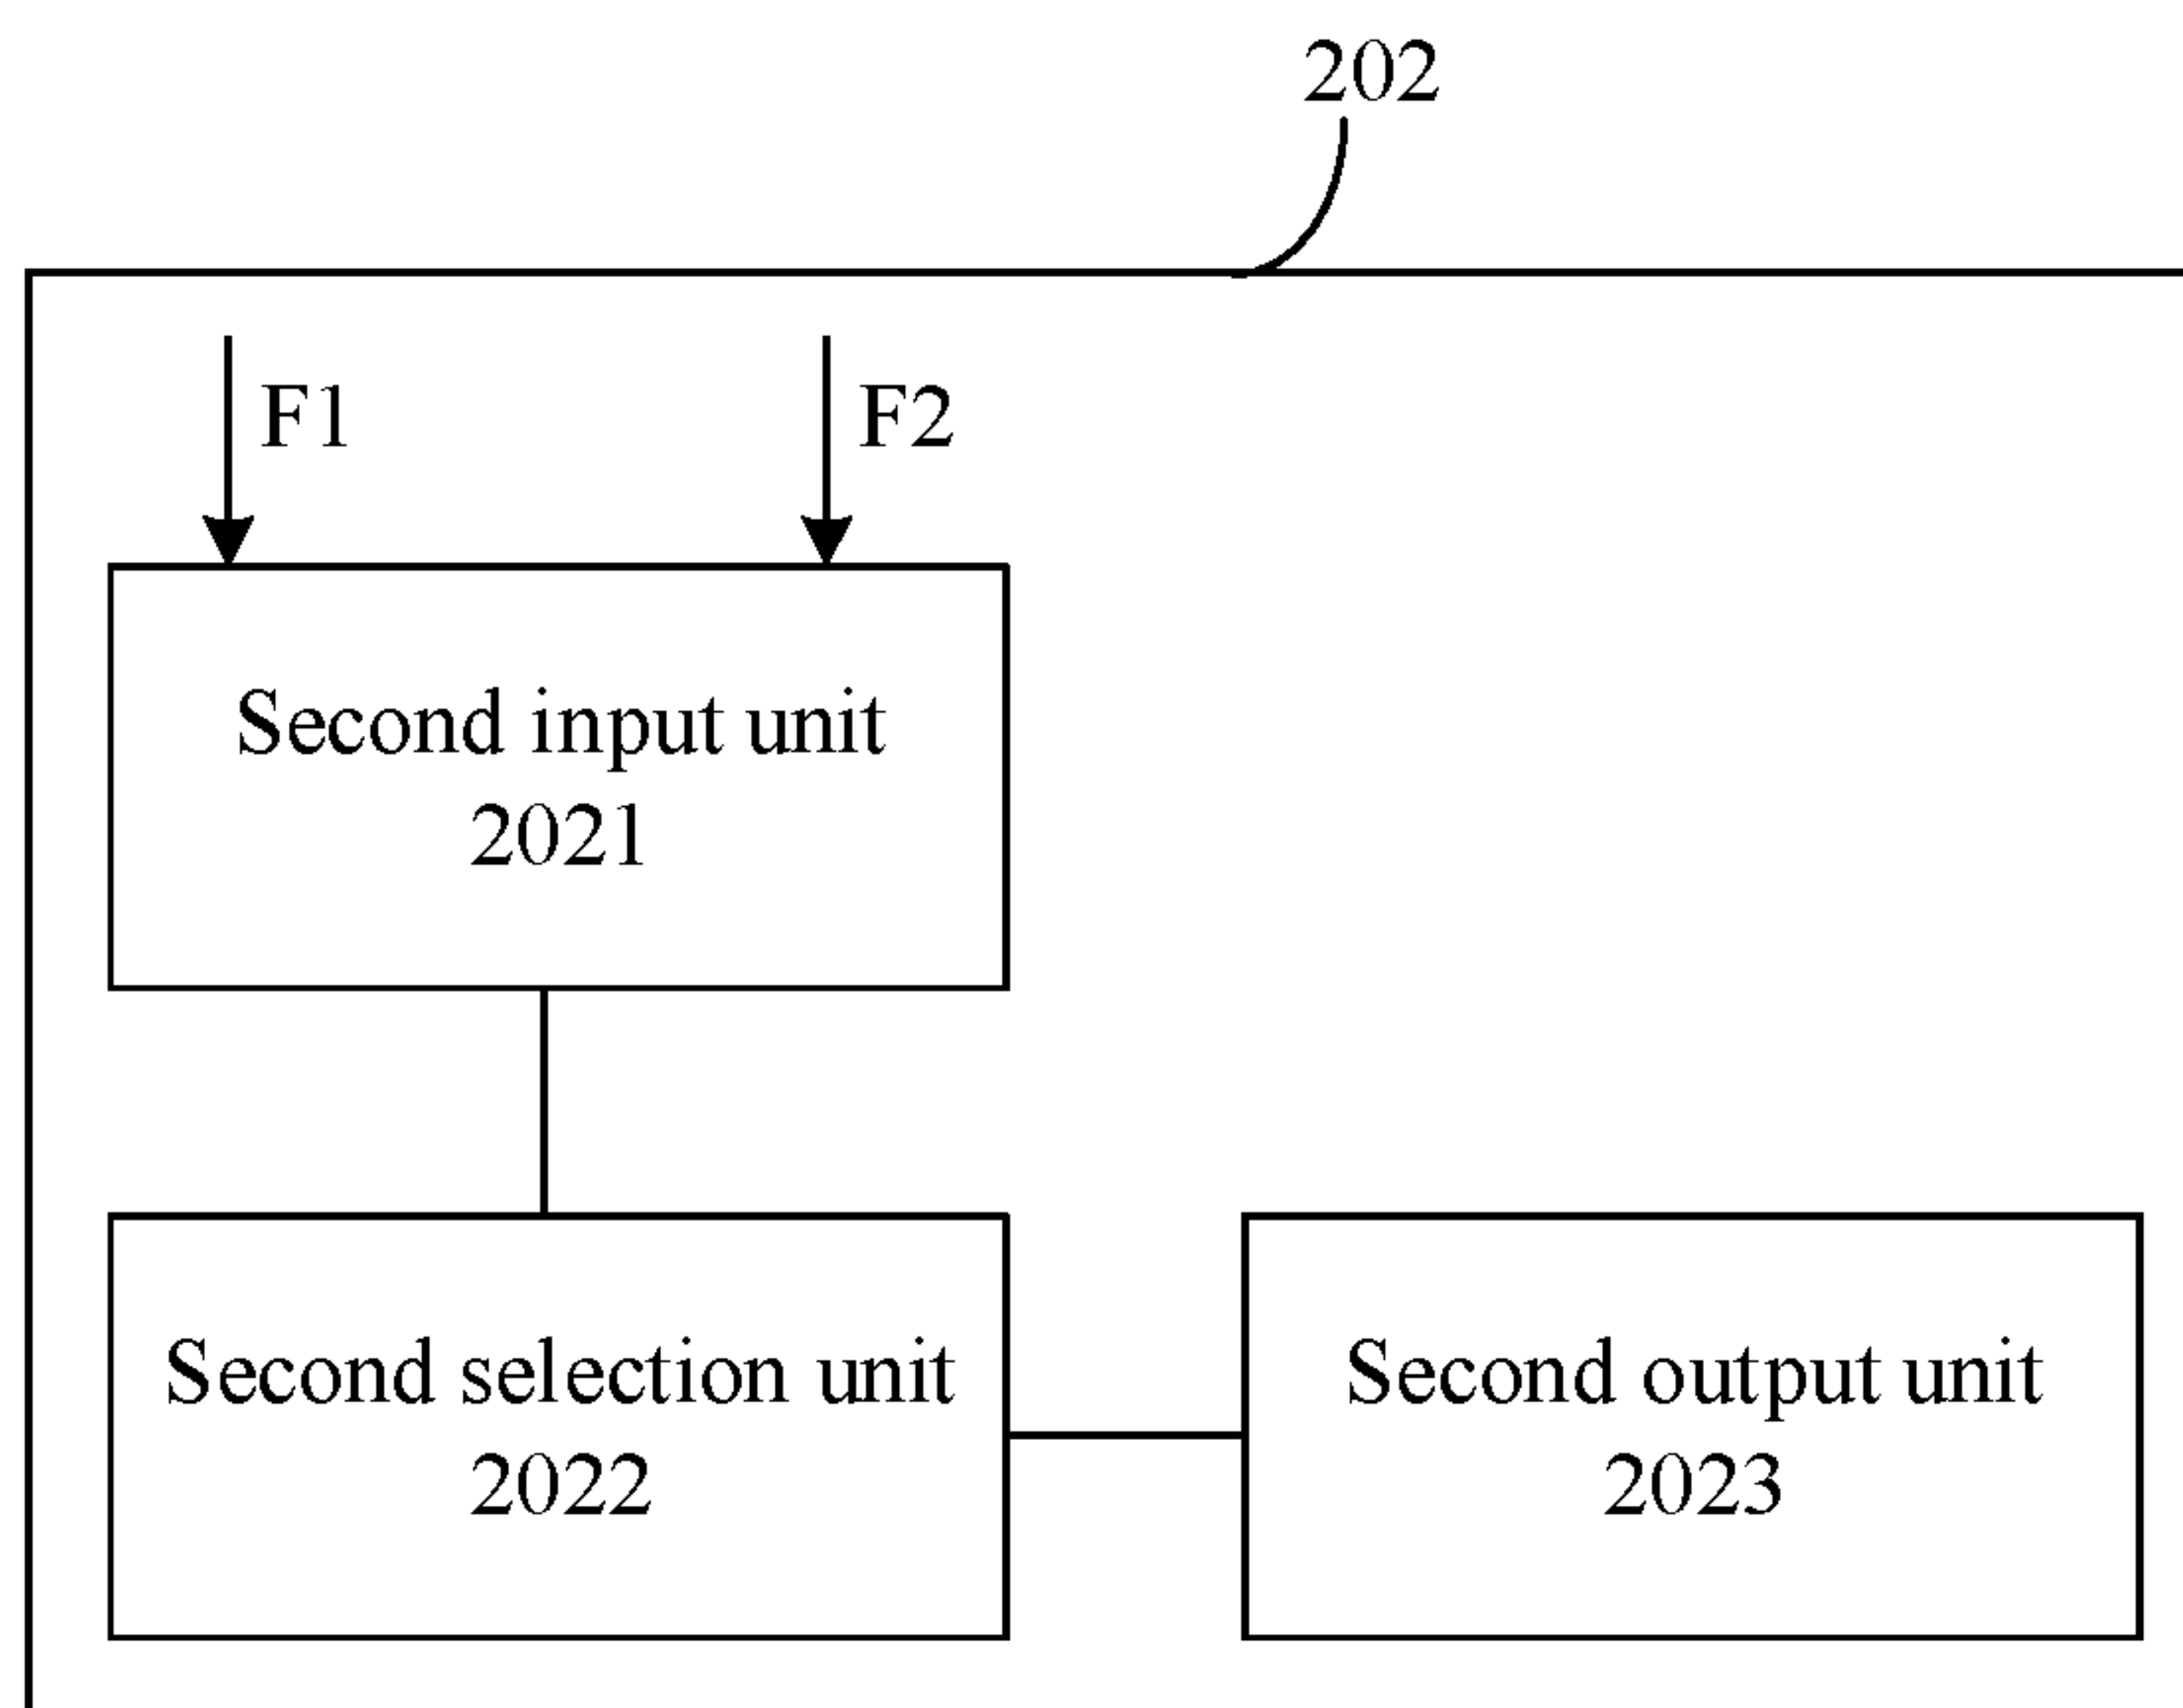 202
F1
F2
Second input unit
2021
Second selection unit
2022
Second output unit
2023